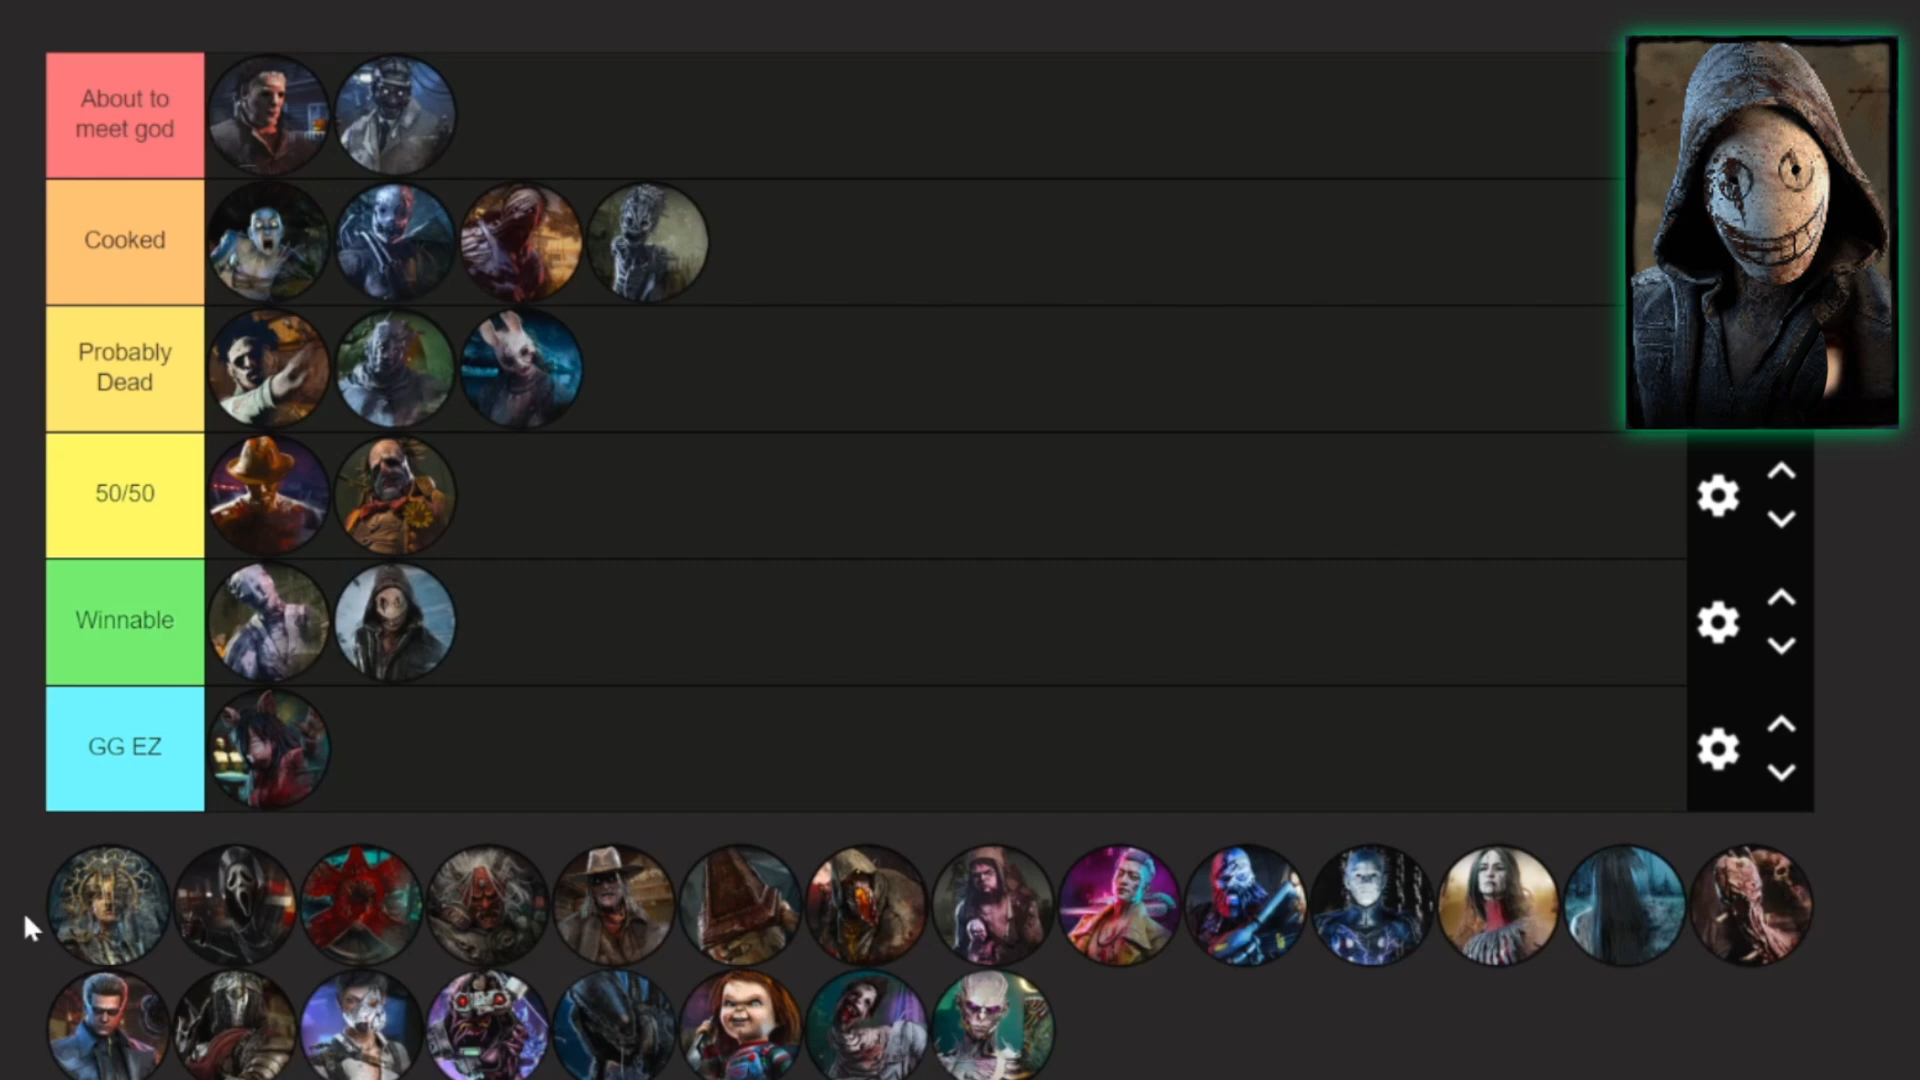 About to
meet god
Cooked
Probably
Dead
50/50
Winnable
GG EZ